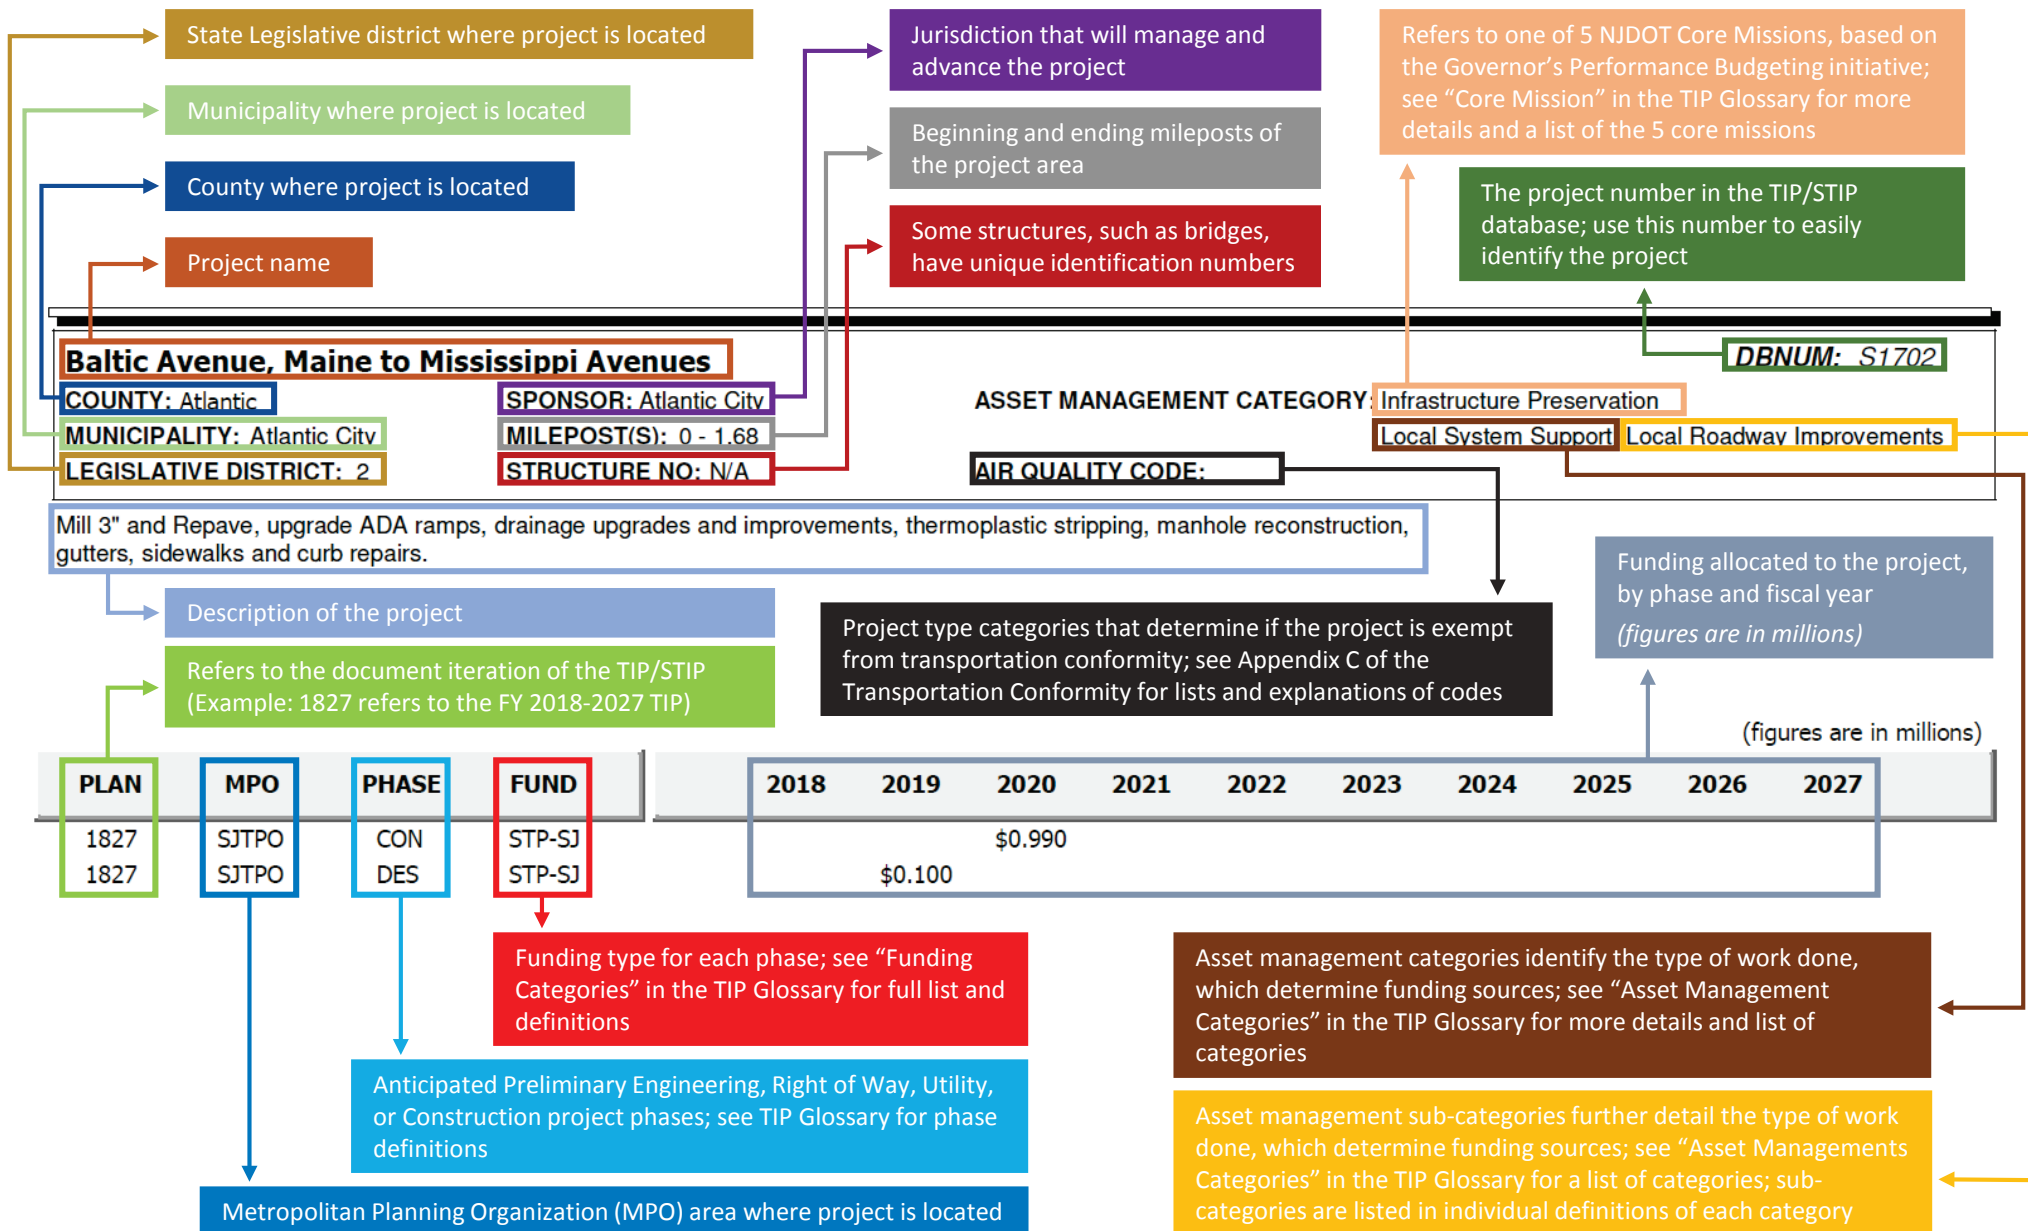 State Legislative district where project is located
Municipality where project is located
County where project is located
Project name
Jurisdiction that will manage and
advance the project
Beginning and ending mileposts of
the project area
Some structures, such as bridges,
have unique identification numbers
Refers to one of 5 NJDOT Core Missions, based on
the Governor’s Performance Budgeting initiative;
see “Core Mission” in the TIP Glossary for more
details and a list of the 5 core missions
The project number in the TIP/STIP
database; use this number to easily
identify the project
Baltic Avenue, Maine to Mississippi Avenues
DBNUM: S1702
COUNTY: Atlantic
SPONSOR: Atlantic City
ASSET MANAGEMENT CATEGORY: Infrastructure Preservation
MUNICIPALITY: Atlantic City
MILEPOST(S): 0 - 1.68
Local System Support Local Roadway Improvements
LEGISLATIVE DISTRICT: 2
STRUCTURE NO: N/A
AIR QUALITY CODE:
Mill 3" and Repave, upgrade ADA ramps, drainage upgrades and improvements, thermoplastic stripping, manhole reconstruction,
gutters, sidewalks and curb repairs.
Description of the project
Refers to the document iteration of the TIP/STIP
(Example: 1827 refers to the FY 2018-2027 TIP)
Project type categories that determine if the project is exempt
from transportation conformity; see Appendix C of the
Transportation Conformity for lists and explanations of codes
Funding allocated to the project,
by phase and fiscal year
(figures are in millions)
(figures are in millions)
PLAN MPO PHASE FUND 2018 2019 2020 2021 2022 2023 2024 2025 2026 2027
1827 SJTPO CON STP-SJ $0.990
1827 SJTPO DES STP-SJ $0.100
Funding type for each phase; see “Funding
Categories” in the TIP Glossary for full list and
definitions
Anticipated Preliminary Engineering, Right of Way, Utility,
or Construction project phases; see TIP Glossary for phase
definitions
Metropolitan Planning Organization (MPO) area where project is located
Asset management categories identify the type of work done,
which determine funding sources; see “Asset Management
Categories” in the TIP Glossary for more details and list of
categories
Asset management sub-categories further detail the type of work
done, which determine funding sources; see “Asset Managements
Categories” in the TIP Glossary for a list of categories; sub-
categories are listed in individual definitions of each category